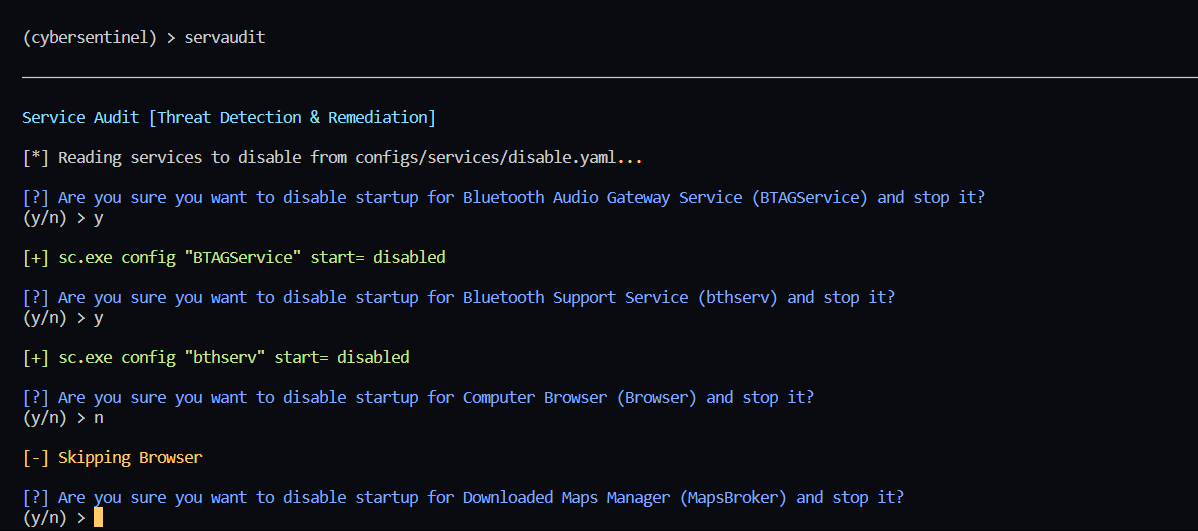 (cybersentinel) > servaudit
Service Audit [Threat Detection & Remediation]
[*] Reading services to disable from configs/services/disable.yaml...
[?] Are you sure you want to disable startup for Bluetooth Audio Gateway Service (BTAGService) and stop it?
(y/n) > y
[+] sc.exe config "BTAGService" start= disabled
[?] Are you sure you want to disable startup for Bluetooth Support Service (bthserv) and stop it?
(y/n) > y
[+] sc.exe config "bthserv" start= disabled
[?] Are you sure you want to disable startup for Computer Browser (Browser) and stop it?
(y/n) > n
[-] Skipping Browser
[?] Are you sure you want to disable startup for Downloaded Maps Manager (MapsBroker) and stop it?
(y/n) >